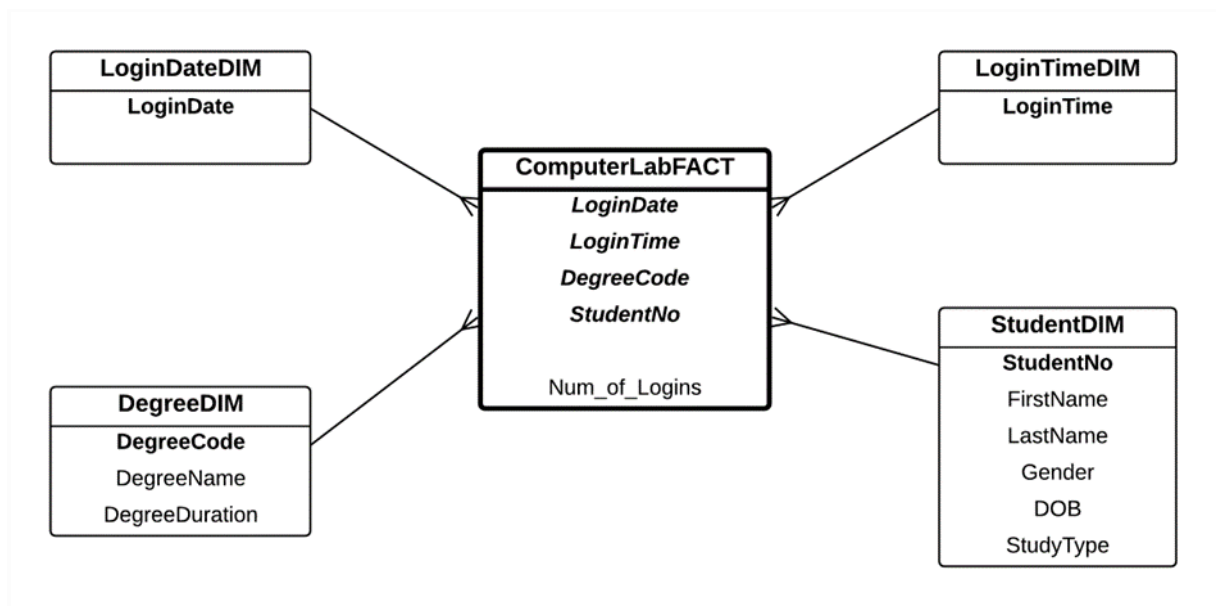 LoginDateDIM
LoginDate
LoginTimeDIM
LoginTime
ComputerLabFACT
LoginDate
LoginTime
DegreeCode
StudentNo
Num_of_Logins
DegreeDIM
DegreeCode
DegreeName
DegreeDuration
StudentDIM
StudentNo
FirstName
LastName
Gender
DOB
StudyType